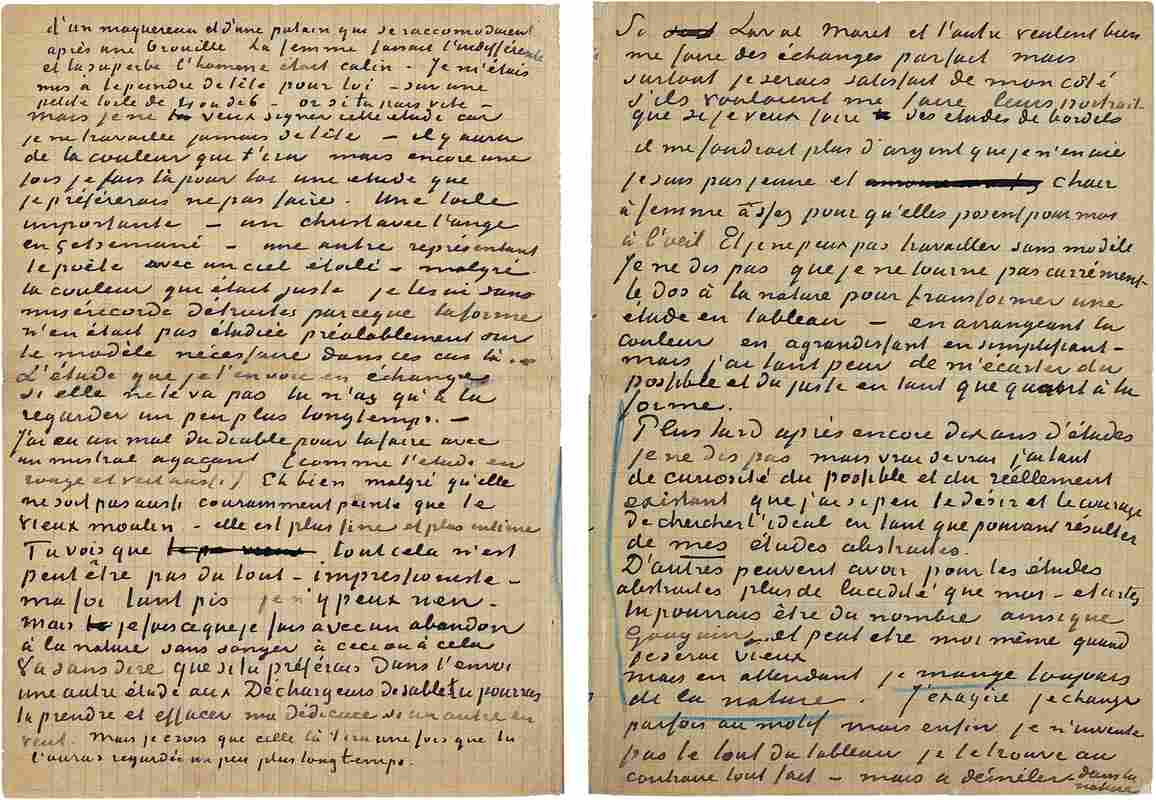 d'un maquereau et d'une putain qui se raccomodaient
après une brouille La femme faisait l'indifférente
et la superbe l'homme était calin. Je m'étais
mis à le peindre de tête pour toi – sur une
petite toile de 4 ou de 6 – or si tu pars vite –
mais je ne veux signer cette étude car
je ne travaille jamais de tête – il y aura
de la couleur qui t'ira mais encore une
fois je fais là pour toi une étude que
je préférerais ne pas faire. Une toile
importante – un christ avec l'ange
en Getsemané – une autre représentant
le poête avec un ciel étoilé – malgré
la couleur qui était juste je les ai sans
miséricorde détruites parceque la forme
n'en était pas étudiée préalablement sur
le modèle nécessaire dans ces cas là.
L'étude que je t'envoie en échange
si elle ne te va pas tu n'as qu'à la
regarder un peu plus longtemps. –
J'ai eu un mal du diable pour la faire avec
un mistral agaçant (comme l'étude en
rouge et vert aussi) Eh bien malgré qu'elle
ne soit pas aussi couramment peinte que le
vieux moulin – elle est plus fine et plus intime
Tu vois que tout cela n'est
peut être pas du tout – impressioniste –
ma foi tant pis je n'y peux rien –
mais je fais ce que je fais avec un abandon
à la nature sans songer à ceci ou à cela
Va sans dire que si tu préférais dans l'envoi
une autre étude aux Déchargeurs de sable tu pourras
la prendre et effacer ma dédicace si un autre en
veut. Mais je crois que celle là t'ira une fois que tu
l'auras regardée un peu plus longtemps.
Si Laval Moret et l'autre veulent bien
me faire des échanges parfait mais
surtout je serais satisfait de mon côté
s'ils voulaient me faire leurs portrait
que si je veux faire des études de bordels
il me faudrait plus d'argent que je n'en aie
je suis pas jeune et chair
à femme assez pour qu'elles posent pour moi
à l'oeil Et je ne peux pas travailler sans modèle
Je ne dis pas que je ne tourne pas carrément
le dos à la nature pour transformer une
étude en tableau – en arrangeant la
couleur en agrandissant en simplifiant –
mais j'ai tant peur de m'écarter du
possible et du juste en tant que quant à la
forme.
Plus tard après encore dix ans d'études
je ne dis pas mais vrai de vrai j'ai tant
de curiosité du possible et du réellement
existant que j'ai si peu le désir et le courage
de chercher l'ideal en tant que pouvant résulter
de mes études abstraites.
D'autres peuvent avoir pour les études
abstraites plus de lucidité que moi – et certes
tu pourrais être du nombre ainsi que
Gauguin et peut etre moi même quand
je serai vieux
mais en attendant je mange toujours
de la nature. J'exagère je change
parfois au motif mais enfin je n'invente
pas le tout du tableau je le trouve au
contraire tout fait – mais à démêler dans la
nature